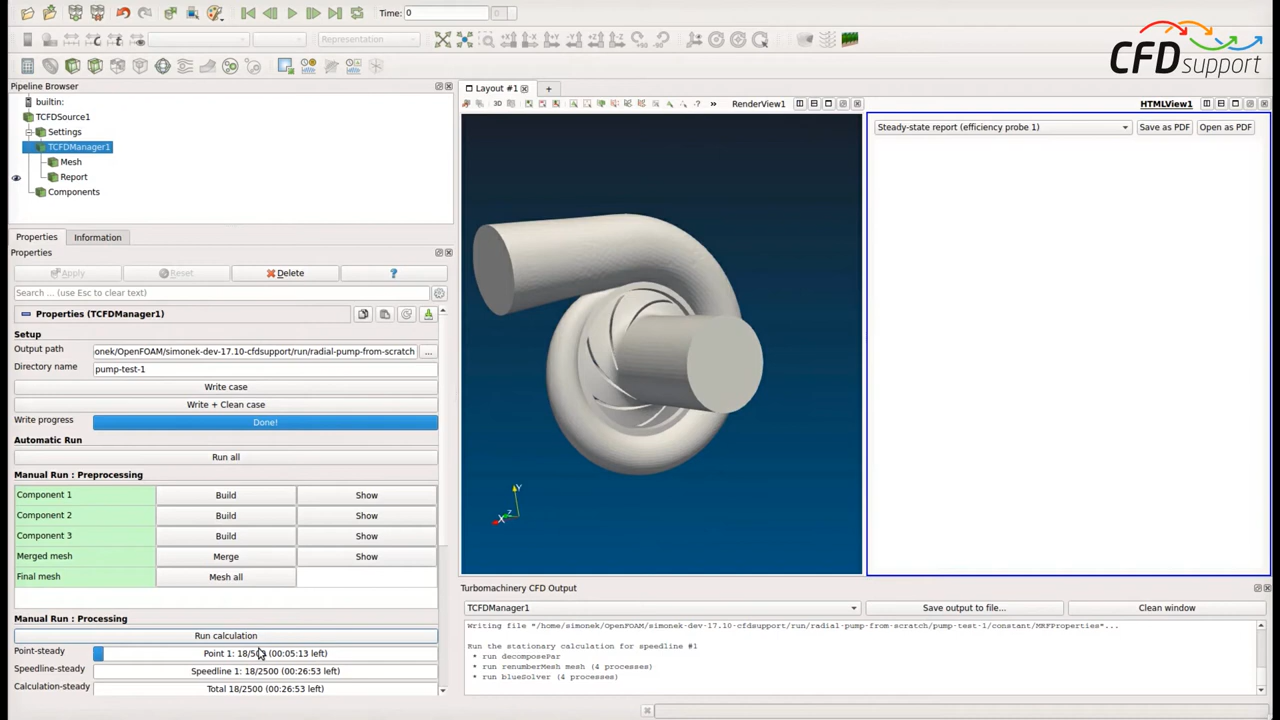 Time: 0
0
Representation
+X -X +Y -Y +Z -Z
CFDsupport
Pipeline Browser
builtin:
TCFDSource1
Settings
TCFDManager1
Mesh
Report
Components
Properties Information
Properties
Apply Reset Delete ?
Search ... (use Esc to clear text)
Properties (TCFDManager1)
Setup
Output path onek/OpenFOAM/simonek-dev-17.10-cfdsupport/run/radial-pump-from-scratch ...
Directory name pump-test-1
Write case
Write + Clean case
Write progress Done!
Automatic Run
Run all
Manual Run : Preprocessing
Component 1 Build Show
Component 2 Build Show
Component 3 Build Show
Merged mesh Merge Show
Final mesh Mesh all
Manual Run : Processing
Run calculation
Point-steady Point 1: 18/500 (00:05:13 left)
Speedline-steady Speedline 1: 18/2500 (00:26:53 left)
Calculation-steady Total 18/2500 (00:26:53 left)
Layout #1 +
3D » RenderView1
Y
Z
X
HTMLView1
Steady-state report (efficiency probe 1) Save as PDF Open as PDF
Turbomachinery CFD Output
TCFDManager1 Save output to file... Clean window
Writing file "/home/simonek/OpenFOAM/simonek-dev-17.10-cfdsupport/run/radial-pump-from-scratch/pump-test-1/constant/MRFProperties"...
Run the stationary calculation for speedline #1
• run decomposePar
• run renumberMesh mesh (4 processes)
• run blueSolver (4 processes)